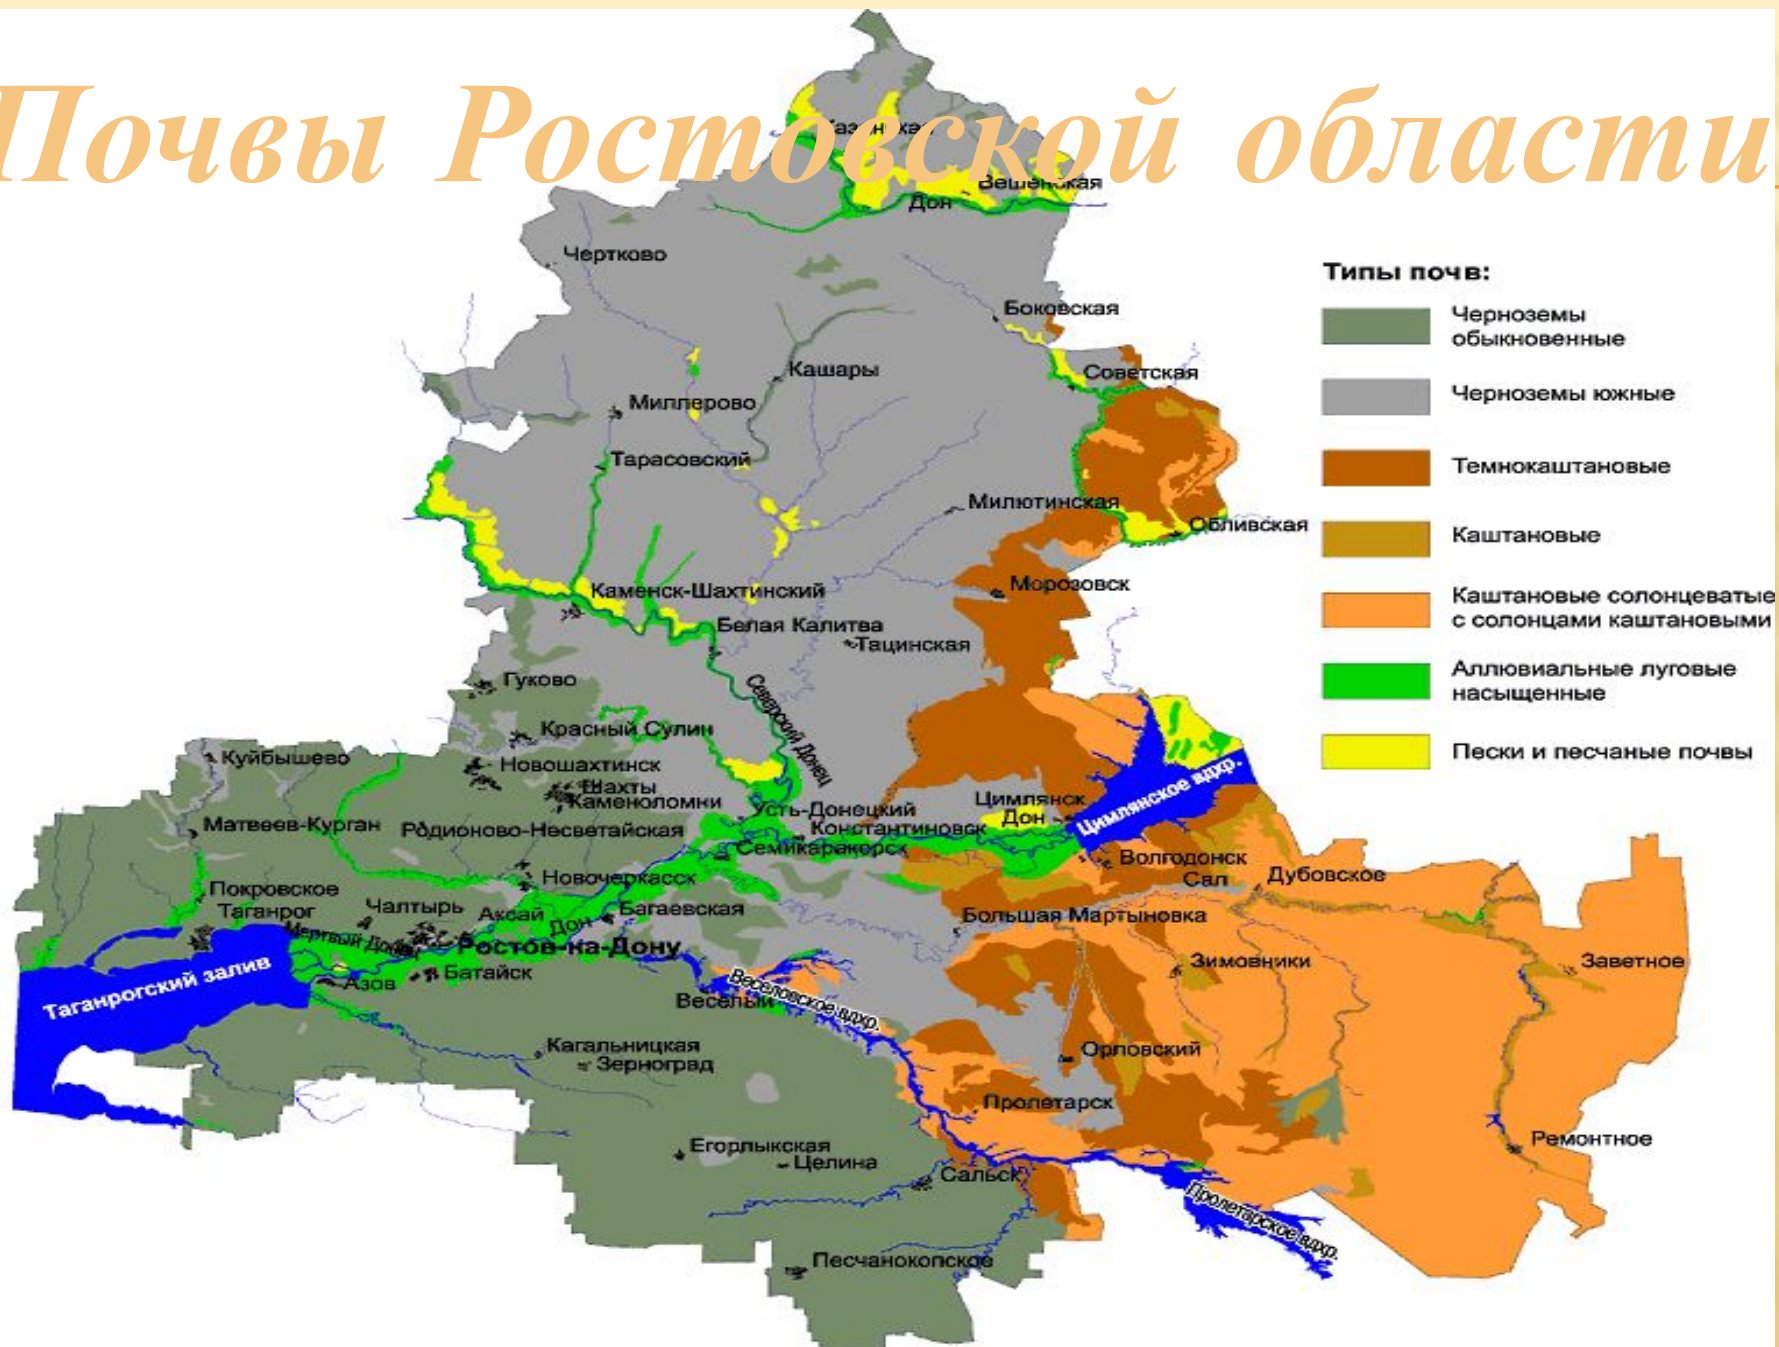 Почвы Ростовской области
Казанская
Вешенская
Дон
Чертково
Типы почв:
Боковская
Черноземы
обыкновенные
Кашары
Советская
Черноземы южные
Миллерово
Тарасовский
Темнокаштановые
Милютинская
Обливская
Каштановые
Морозовск
Каменск-Шахтинский
Каштановые солонцеватые
с солонцами каштановыми
Белая Калитва
Тацинская
Гуково
Северский Донец
Аллювиальные луговые
насыщенные
Красный Сулин
Куйбышево
Новошахтинск
Пески и песчаные почвы
Шахты
Каменоломни
Цимлянское вдхр.
Цимлянск
Усть-Донецкий
Дон
Матвеев-Курган
Родионово-Несветайская
Константиновск
Семикаракорск
Волгодонск
Сал
Дубовское
Новочеркасск
Покровское
Таганрог
Чалтырь
Аксай
Дон
Багаевская
Большая Мартыновка
Мертвый Донец
Ростов-на-Дону
Зимовники
Заветное
Таганрогский залив
Азов
Батайск
Веселый
Веселовское вдхр.
Кагальницкая
Зерноград
Орловский
Пролетарск
Егорлыкская
Целина
Сальск
Ремонтное
Пролетарское вдхр.
Песчанокопское